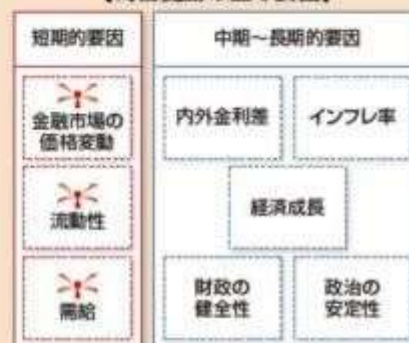 短期的要因
中期～長期的要因
金融市場の
価格変動
内外金利差
インフレ率
流動性
経済成長
需給
財政の
健全性
政治の
安定性